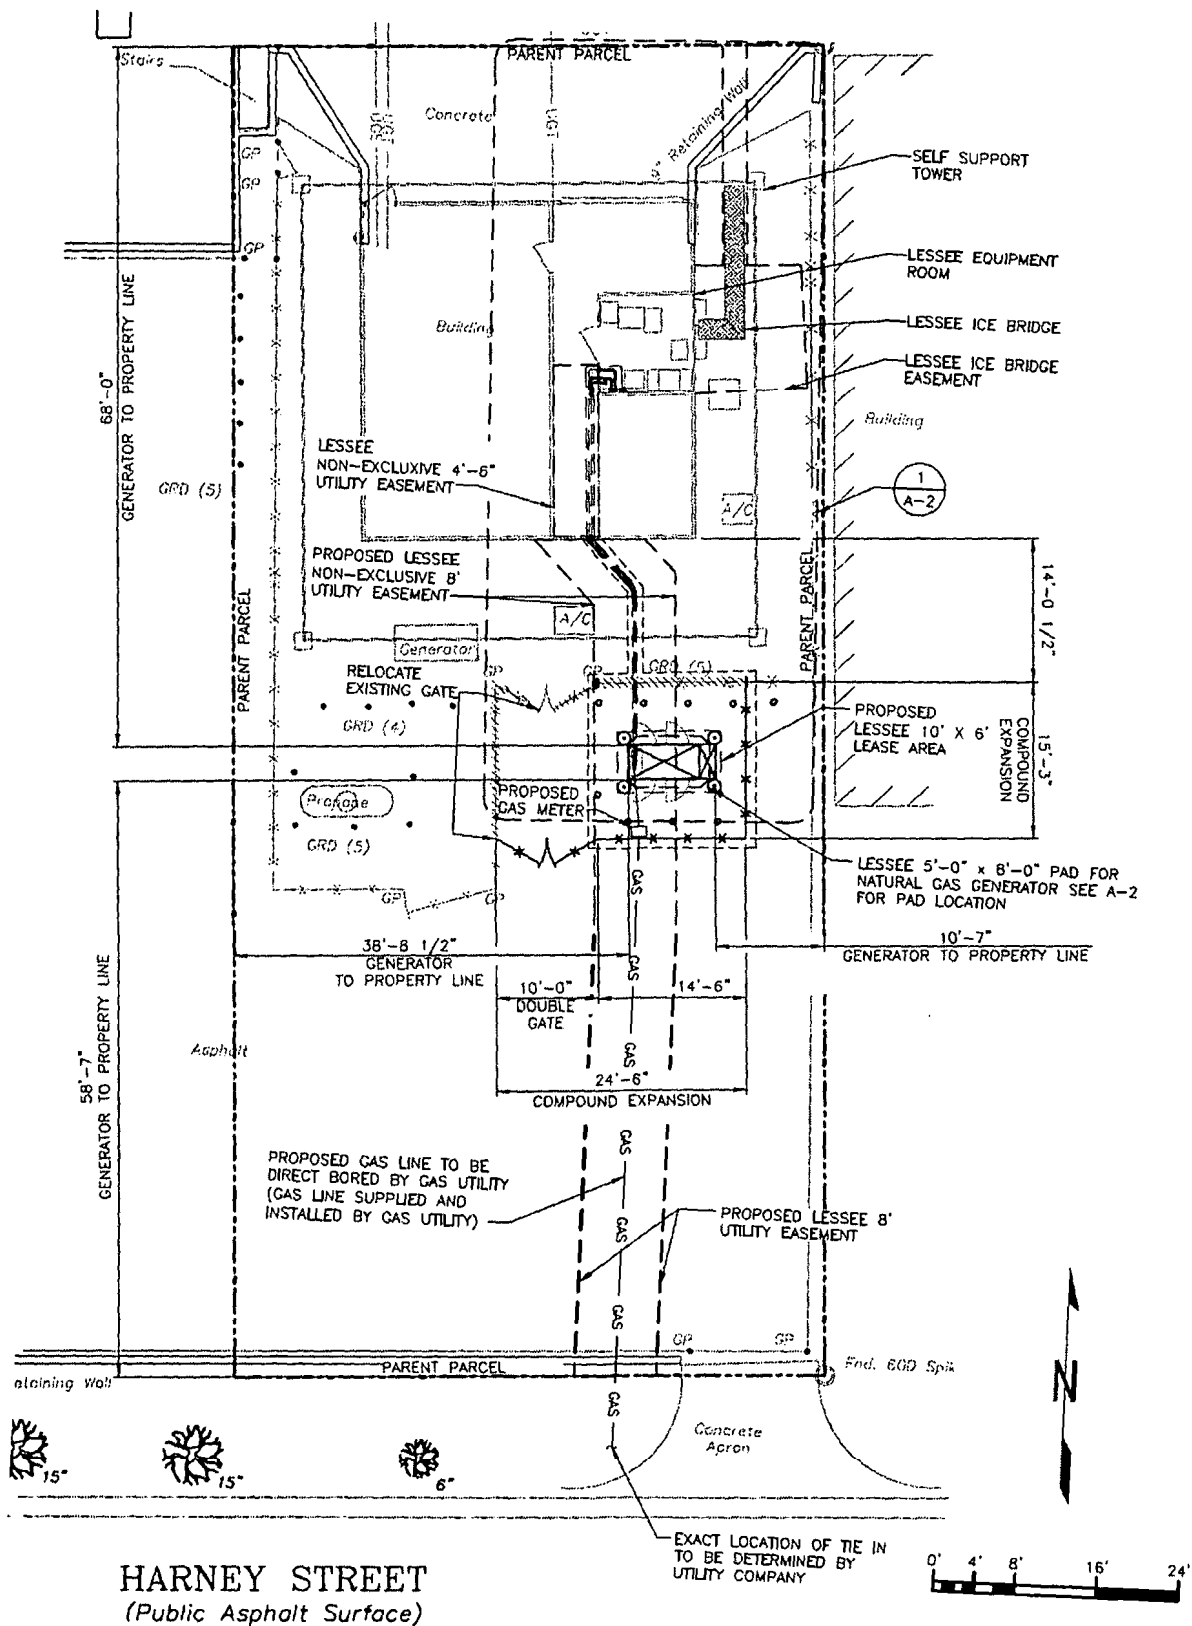 PARENT PARCEL
Stairs
Concrete
UGT
UGT
9" Retaining Wall
GP
GP
GP
SELF SUPPORT
TOWER
LESSEE EQUIPMENT
ROOM
LESSEE ICE BRIDGE
LESSEE ICE BRIDGE
EASEMENT
Building
Building
68'-0"
GENERATOR TO PROPERTY LINE
GRD (5)
LESSEE
NON-EXCLUXIVE 4'-6"
UTILITY EASEMENT
1
A-2
A/C
PROPOSED LESSEE
NON-EXCLUSIVE 8'
UTILITY EASEMENT
A/C
14'-0 1/2"
PARENT PARCEL
PARENT PARCEL
Generator
GP
GP
GRD (5)
RELOCATE
EXISTING GATE
GRD (4)
PROPOSED
LESSEE 10' X 6'
LEASE AREA
15'-3"
COMPOUND
EXPANSION
Propane
PROPOSED
GAS METER
GRD (5)
LESSEE 5'-0" x 8'-0" PAD FOR
NATURAL GAS GENERATOR SEE A-2
FOR PAD LOCATION
GP
GP
GAS
GAS
38'-8 1/2"
GENERATOR
TO PROPERTY LINE
10'-7"
GENERATOR TO PROPERTY LINE
10'-0"
DOUBLE
GATE
14'-6"
GAS
Asphalt
58'-7"
GENERATOR TO PROPERTY LINE
24'-6"
COMPOUND EXPANSION
GAS
PROPOSED GAS LINE TO BE
DIRECT BORED BY GAS UTILITY
(GAS LINE SUPPLIED AND
INSTALLED BY GAS UTILITY)
GAS
PROPOSED LESSEE 8'
UTILITY EASEMENT
GAS
GP
GP
PARENT PARCEL
Fnd. 60D Spik
etaining Wall
GAS
Concrete
Apron
15"
15"
6"
N
EXACT LOCATION OF TIE IN
TO BE DETERMINED BY
UTILITY COMPANY
0' 4' 8' 16' 24'
HARNEY STREET
(Public Asphalt Surface)